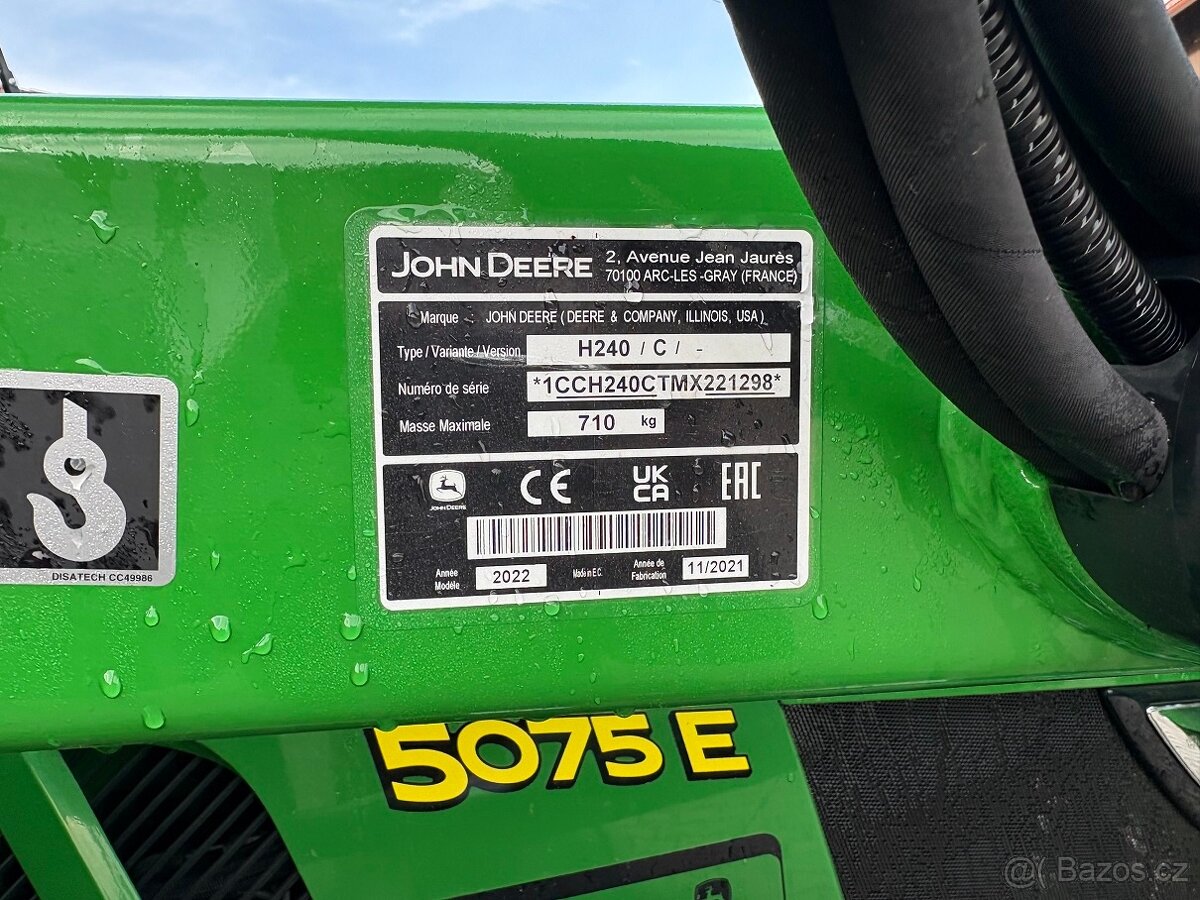 JOHN DEERE
2, Avenue Jean Jaurès
70100 ARC-LES -GRAY (FRANCE)
Marque JOHN DEERE ( DEERE & COMPANY, ILLINOIS, USA )
Type / Variante / Version H240 / C / -
Numéro de série *1CCH240CTMX221298*
Masse Maximale 710 kg
JOHN DEERE
CE
UK
CA
EAC
Année
Modèle 2022
Made in E.C.
Année de
Fabrication 11/2021
DISATECH CC49986
5075 E
@( Bazos.cz